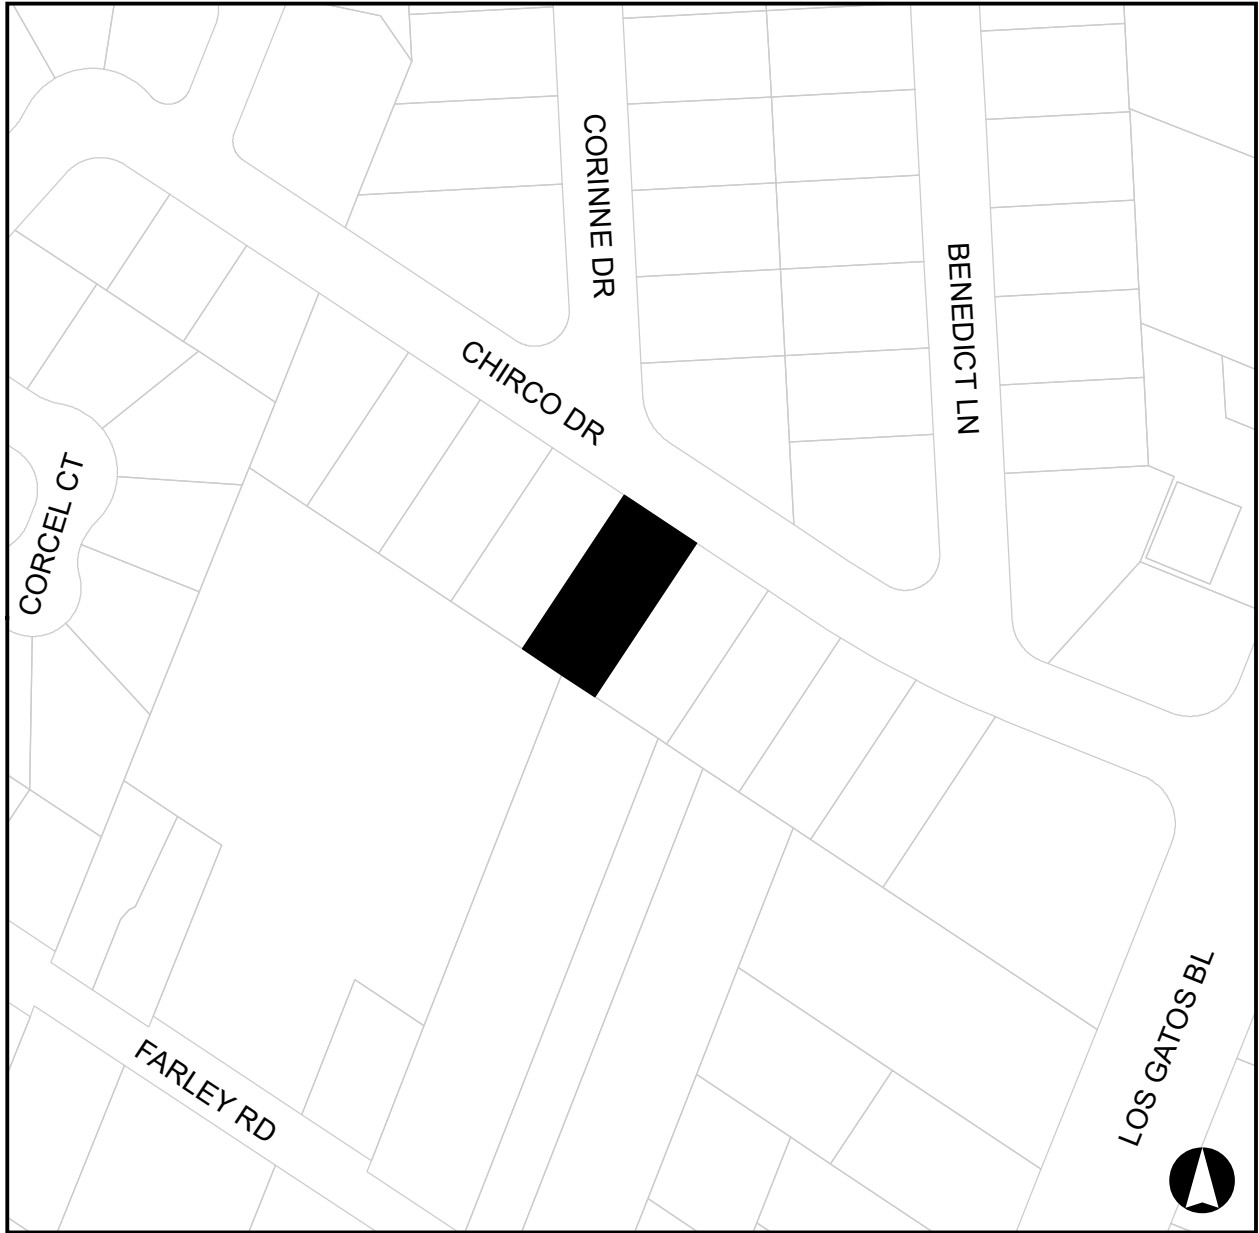 CORINNE DR
BENEDICT LN
CHIRCO DR
CORCEL CT
LOS GATOS BL
FARLEY RD